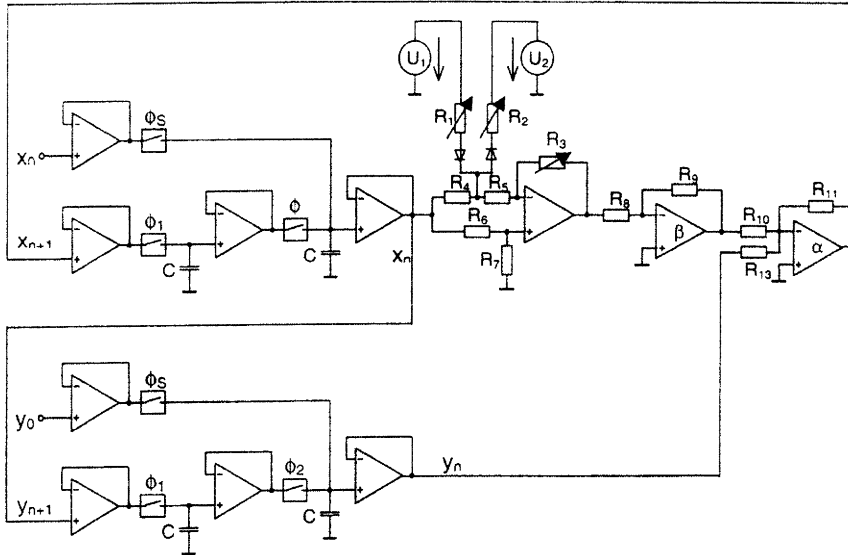 U₁
U₂
R₁
R₂
R₃
ϕS
xₙ
R₄
R₅
R₉
R₈
R₁₁
ϕ₁
ϕ
R₆
R₁₀
xₙ₊₁
β
α
C
C
xₙ
R₇
R₁₃
ϕS
y₀
ϕ₂
yₙ
ϕ₁
yₙ₊₁
C
C
- +
- +
- +
- +
- +
- +
- +
- +
- +
- +
- +